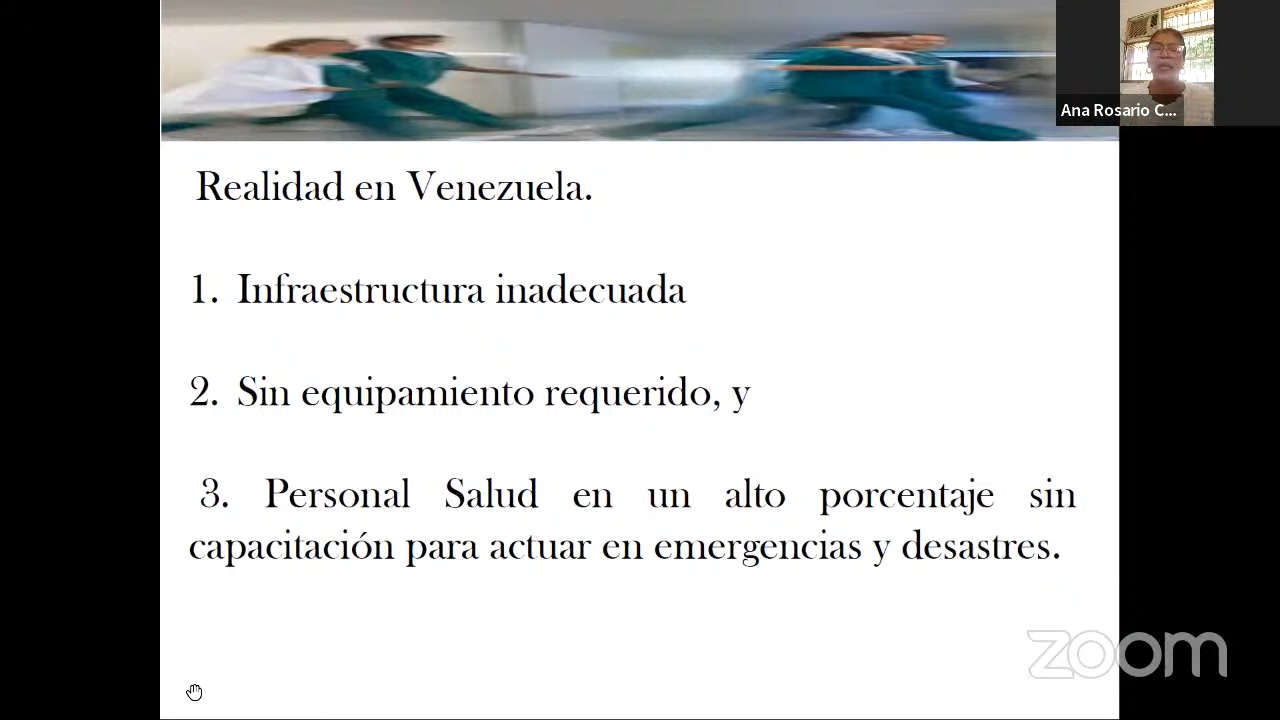 Ana Rosario C...
Realidad en Venezuela.
1. Infraestructura inadecuada
2. Sin equipamiento requerido, y
3. Personal Salud en un alto porcentaje sin
capacitación para actuar en emergencias y desastres.
zoom